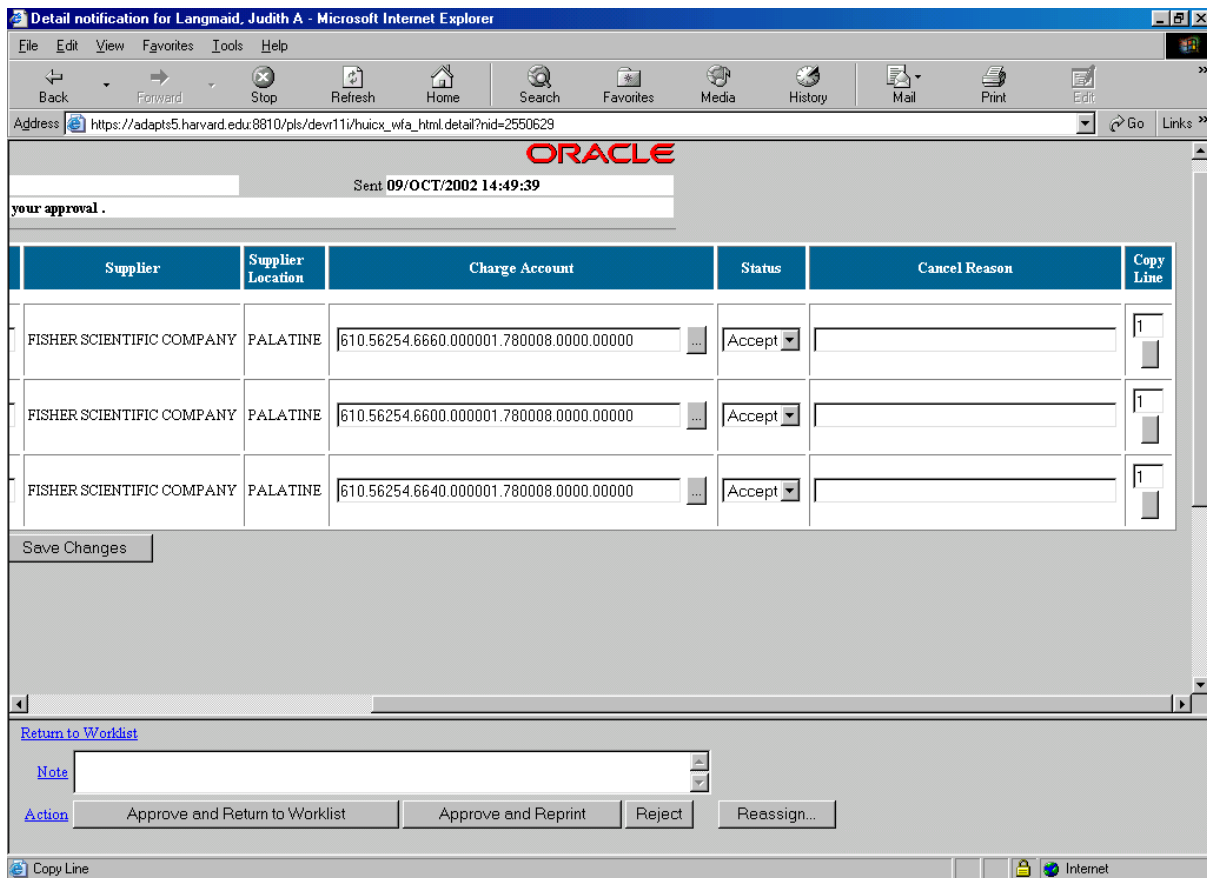 Detail notification for Langmaid, Judith A - Microsoft Internet Explorer
File Edit View Favorites Tools Help
Back Forward Stop Refresh Home Search Favorites Media History Mail Print Edit »
Address https://adapts5.harvard.edu:8810/pls/devr11i/huicx_wfa_html.detail?nid=2550629 Go Links »
ORACLE
Sent 09/OCT/2002 14:49:39
your approval .
Supplier Supplier Location Charge Account Status Cancel Reason Copy Line
FISHER SCIENTIFIC COMPANY PALATINE 610.56254.6660.000001.780008.0000.00000 ... Accept 1
FISHER SCIENTIFIC COMPANY PALATINE 610.56254.6600.000001.780008.0000.00000 ... Accept 1
FISHER SCIENTIFIC COMPANY PALATINE 610.56254.6640.000001.780008.0000.00000 ... Accept 1
Save Changes
Return to Worklist
Note
Action Approve and Return to Worklist Approve and Reprint Reject Reassign...
Copy Line Internet